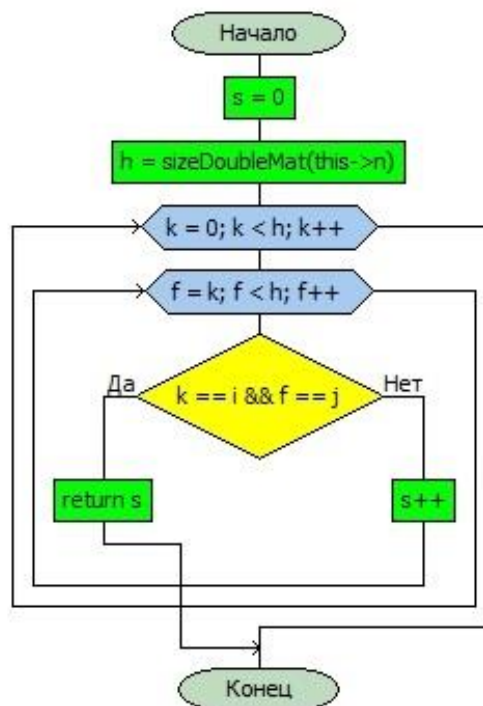 Начало
s = 0
h = sizeDoubleMat(this->n)
k = 0; k < h; k++
f = k; f < h; f++
Да
Нет
k == i && f == j
return s
s++
Конец